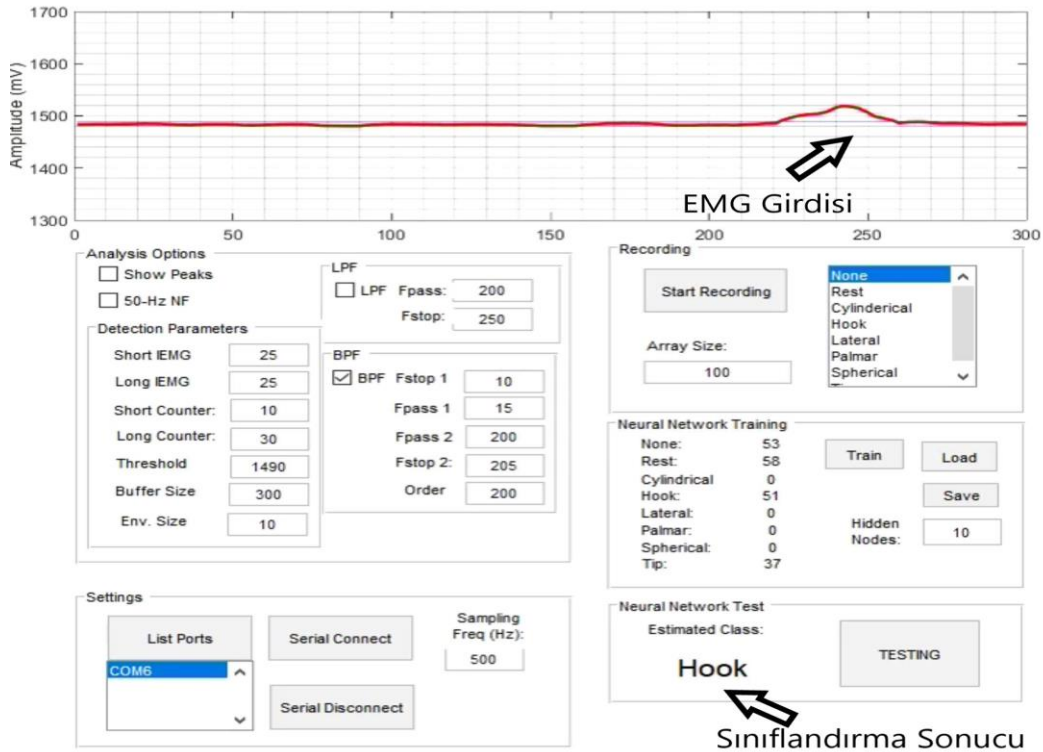 1700
1600
1500
1400
1300
Amplitude (mV)
0 50 100 150 200 250 300
EMG Girdisi
Analysis Options
Show Peaks
50-Hz NF
Detection Parameters
Short IEMG 25
Long IEMG 25
Short Counter: 10
Long Counter: 30
Threshold 1490
Buffer Size 300
Env. Size 10
LPF
LPF Fpass: 200
Fstop: 250
BPF
BPF Fstop 1 10
Fpass 1 15
Fpass 2 200
Fstop 2: 205
Order 200
Recording
Start Recording
Array Size:
100
None
Rest
Cylinderical
Hook
Lateral
Palmar
Spherical
Neural Network Training
None: 53
Rest: 58
Cylindrical 0
Hook: 51
Lateral: 0
Palmar: 0
Spherical: 0
Tip: 37
Train
Load
Save
Hidden
Nodes: 10
Settings
List Ports
COM6
Serial Connect
Serial Disconnect
Sampling
Freq (Hz):
500
Neural Network Test
Estimated Class:
Hook
TESTING
Sınıflandırma Sonucu